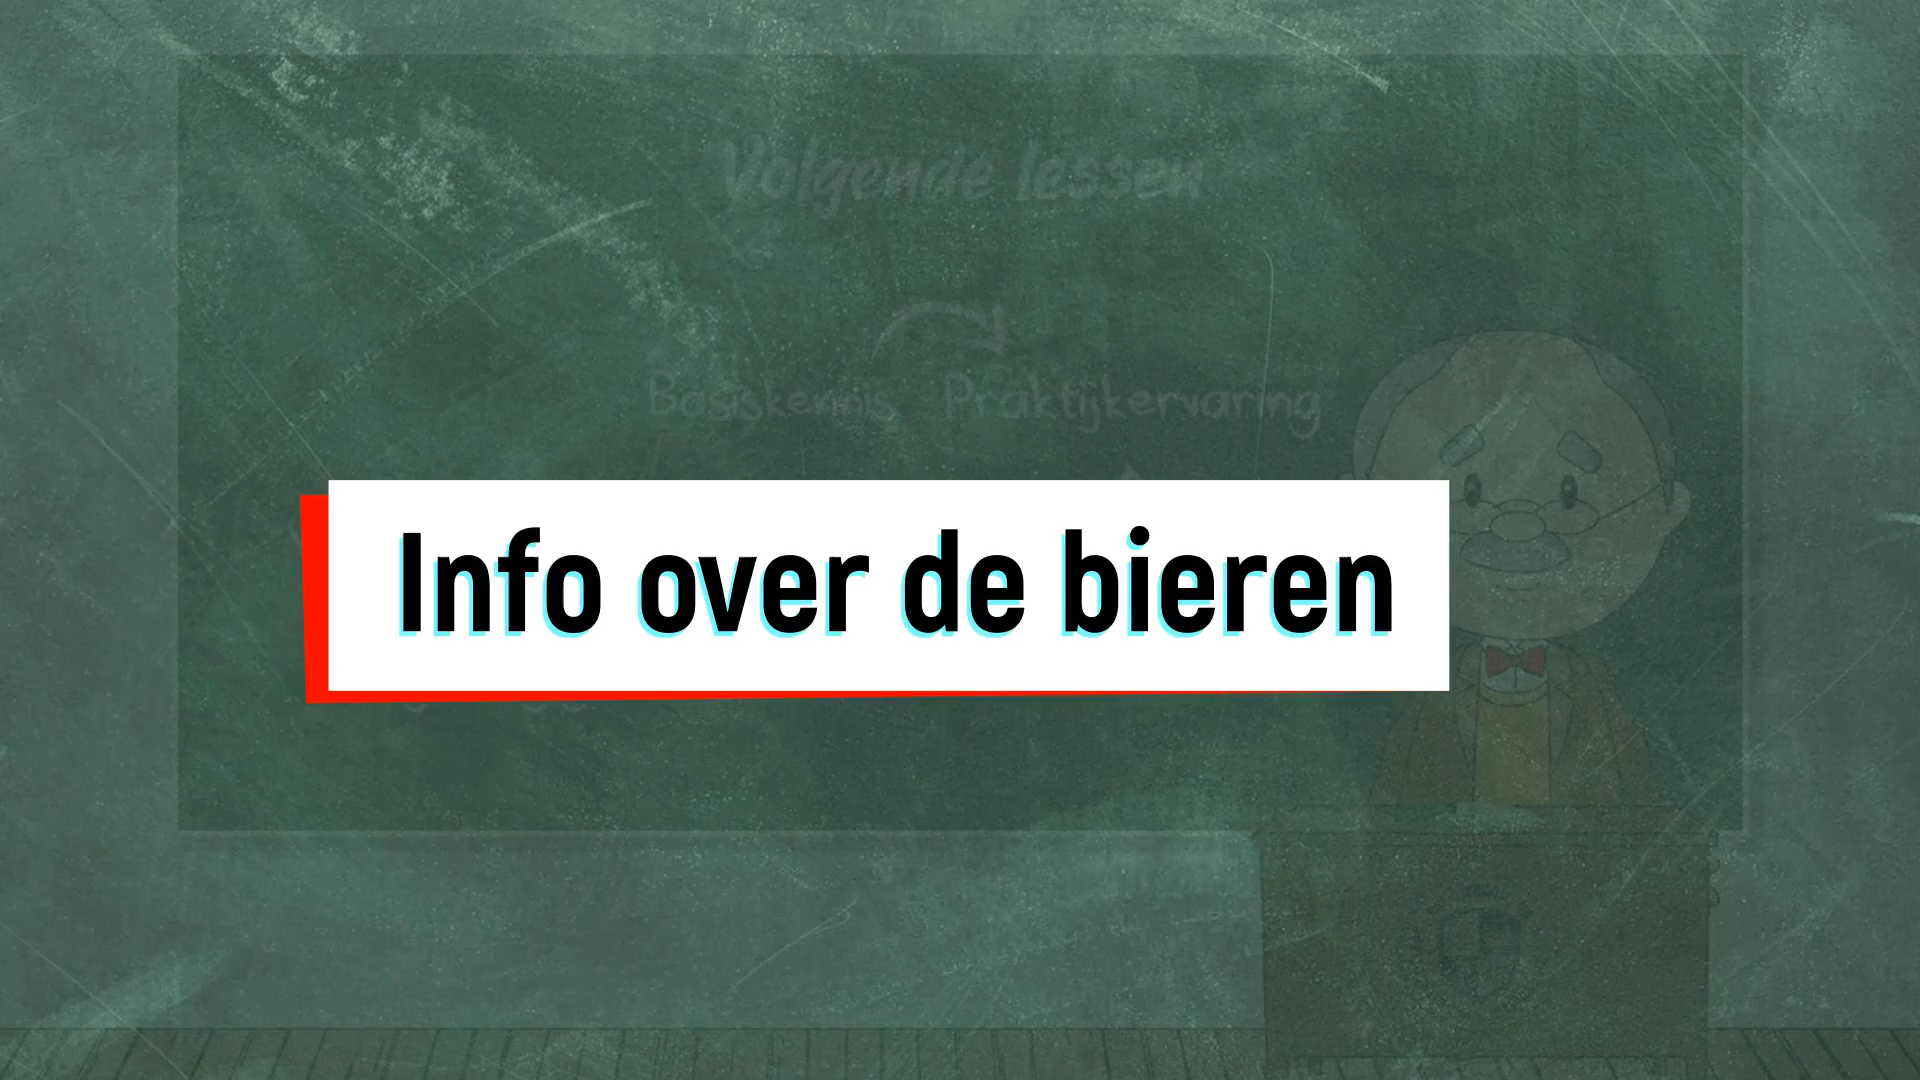 Volgende lessen
Basiskennis Praktijkervaring
Info over de bieren